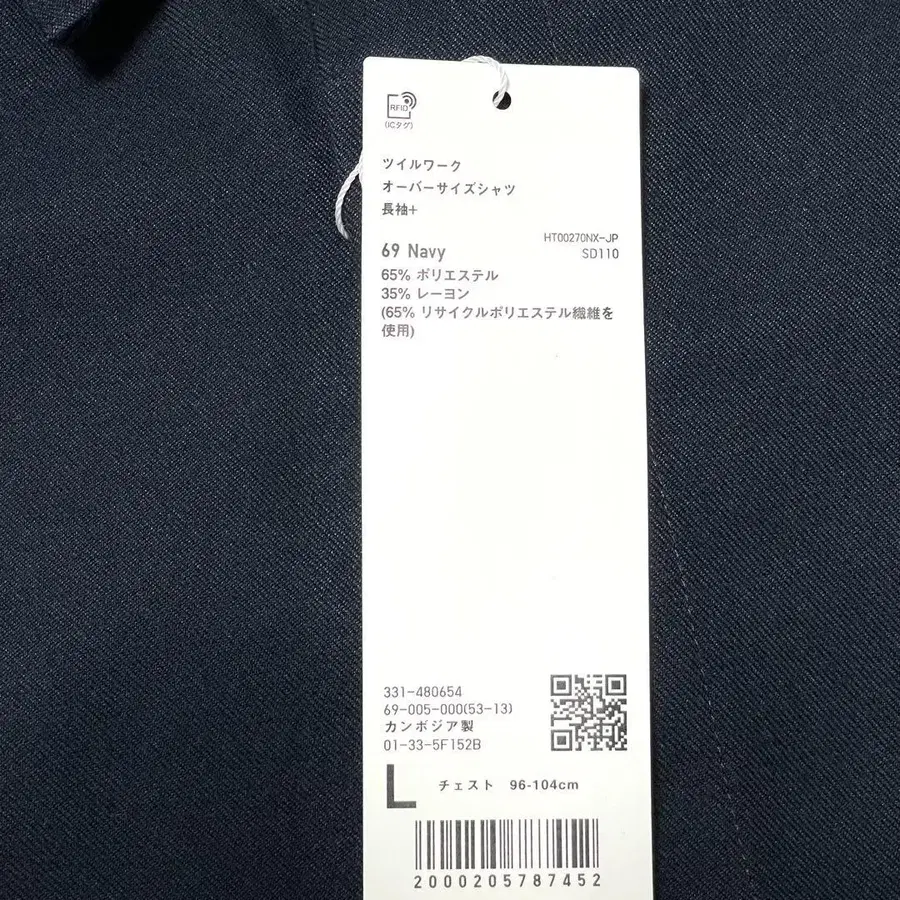 RFID
(ICタグ)
ツイルワーク
オーバーサイズシャツ
長袖+
HT00270NX-JP
69 Navy
SD110
65% ポリエステル
35% レーヨン
(65% リサイクルポリエステル繊維を
使用)
331-480654
69-005-000(53-13)
カンボジア製
01-33-5F152B
L チェスト 96-104cm
2000205787452